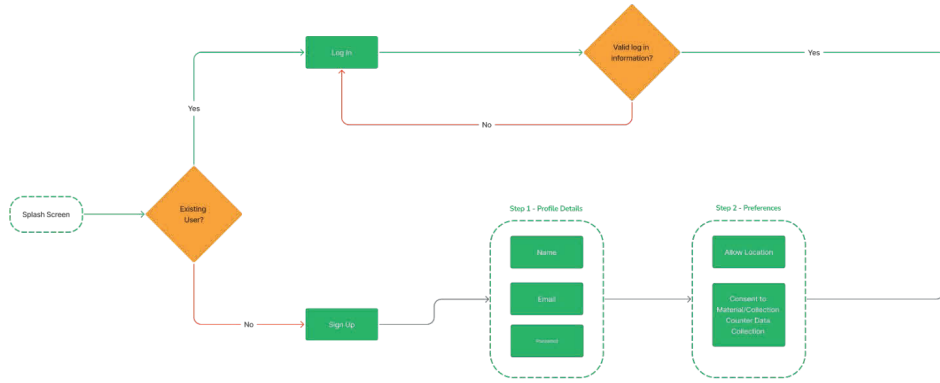 Log In
Valid log in
information?
Yes
No
Yes
Splash Screen
Existing
User?
No
Sign Up
Step 1 - Profile Details
Name
Email
Password
Step 2 - Preferences
Allow Location
Consent to
Material/Collection
Counter Data
Collection